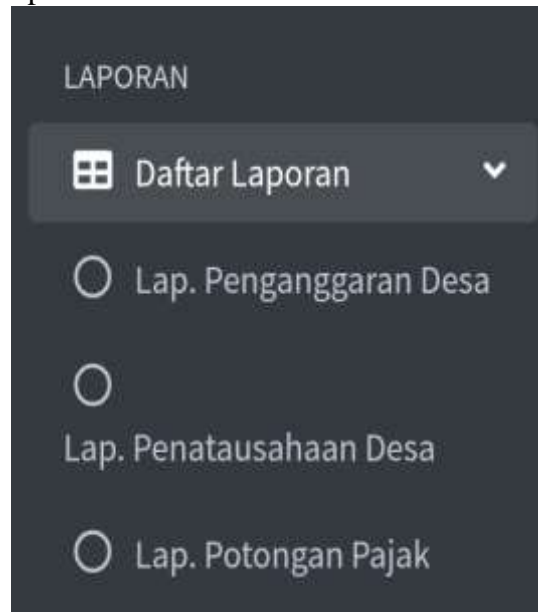 LAPORAN
Daftar Laporan
Lap. Penganggaran Desa
Lap. Penatausahaan Desa
Lap. Potongan Pajak